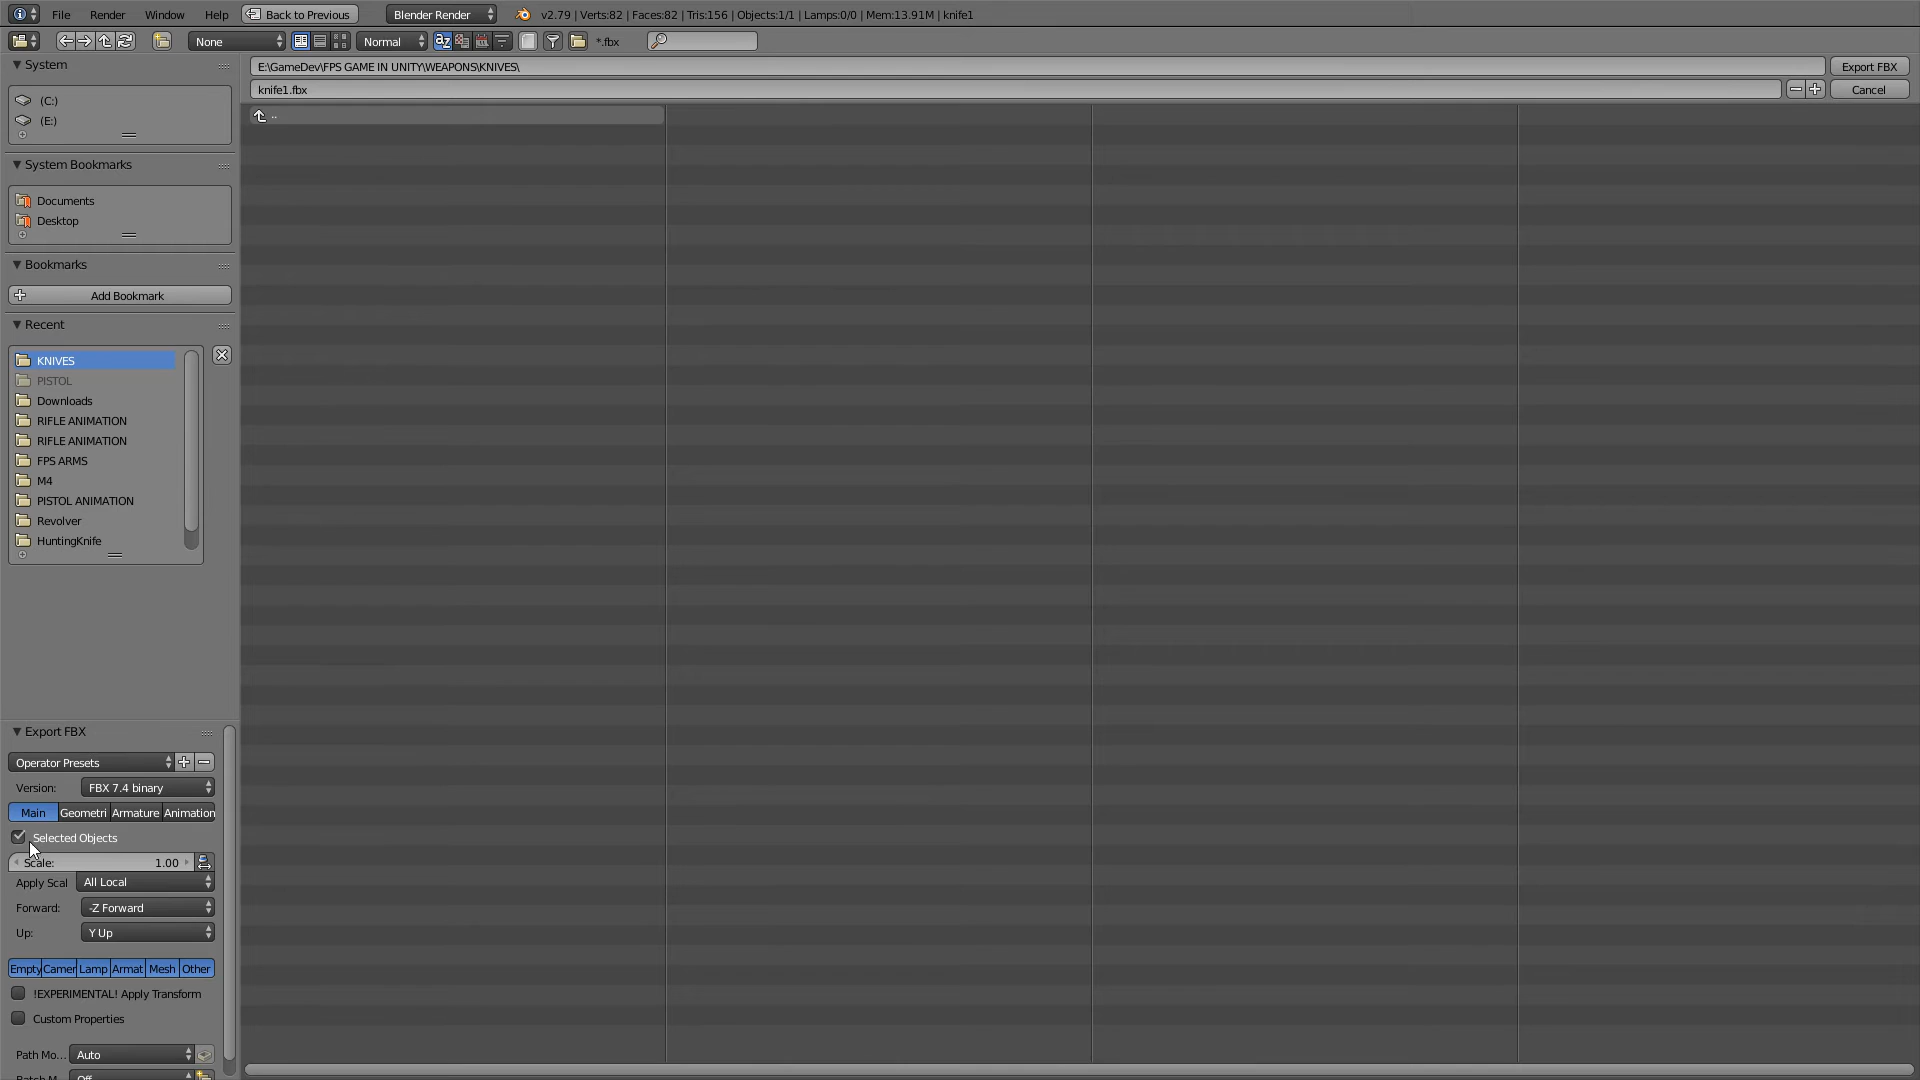 File Render Window Help Back to Previous Blender Render v2.79 | Verts:82 | Faces:82 | Tris:156 | Objects:1/1 | Lamps:0/0 | Mem:13.91M | knife1
None Normal *.fbx
System
E:\GameDev\FPS GAME IN UNITY\WEAPONS\KNIVES\ Export FBX
knife1.fbx Cancel
(C:)
..
(E:)
System Bookmarks
Documents
Desktop
Bookmarks
Add Bookmark
Recent
KNIVES
PISTOL
Downloads
RIFLE ANIMATION
RIFLE ANIMATION
FPS ARMS
M4
PISTOL ANIMATION
Revolver
HuntingKnife
Export FBX
Operator Presets
Version: FBX 7.4 binary
Main Geometri Armature Animation
Selected Objects
Scale: 1.00
Apply Scal All Local
Forward: -Z Forward
Up: Y Up
Empty Camer Lamp Armat Mesh Other
!EXPERIMENTAL! Apply Transform
Custom Properties
Path Mo... Auto
Batch M... Off